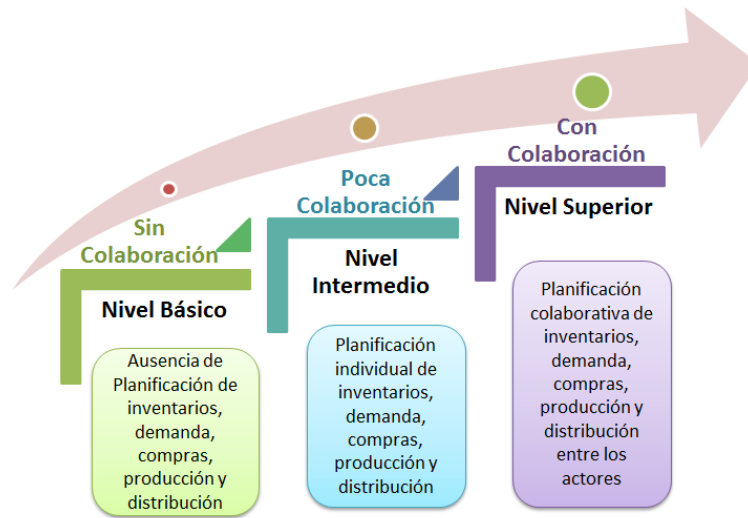 Sin
Colaboración
Nivel Básico
Ausencia de
Planificación de
inventarios,
demanda,
compras,
producción y
distribución
Poca
Colaboración
Nivel
Intermedio
Planificación
individual de
inventarios,
demanda,
compras,
producción y
distribución
Con
Colaboración
Nivel Superior
Planificación
colaborativa de
inventarios,
demanda,
compras,
producción y
distribución
entre los
actores